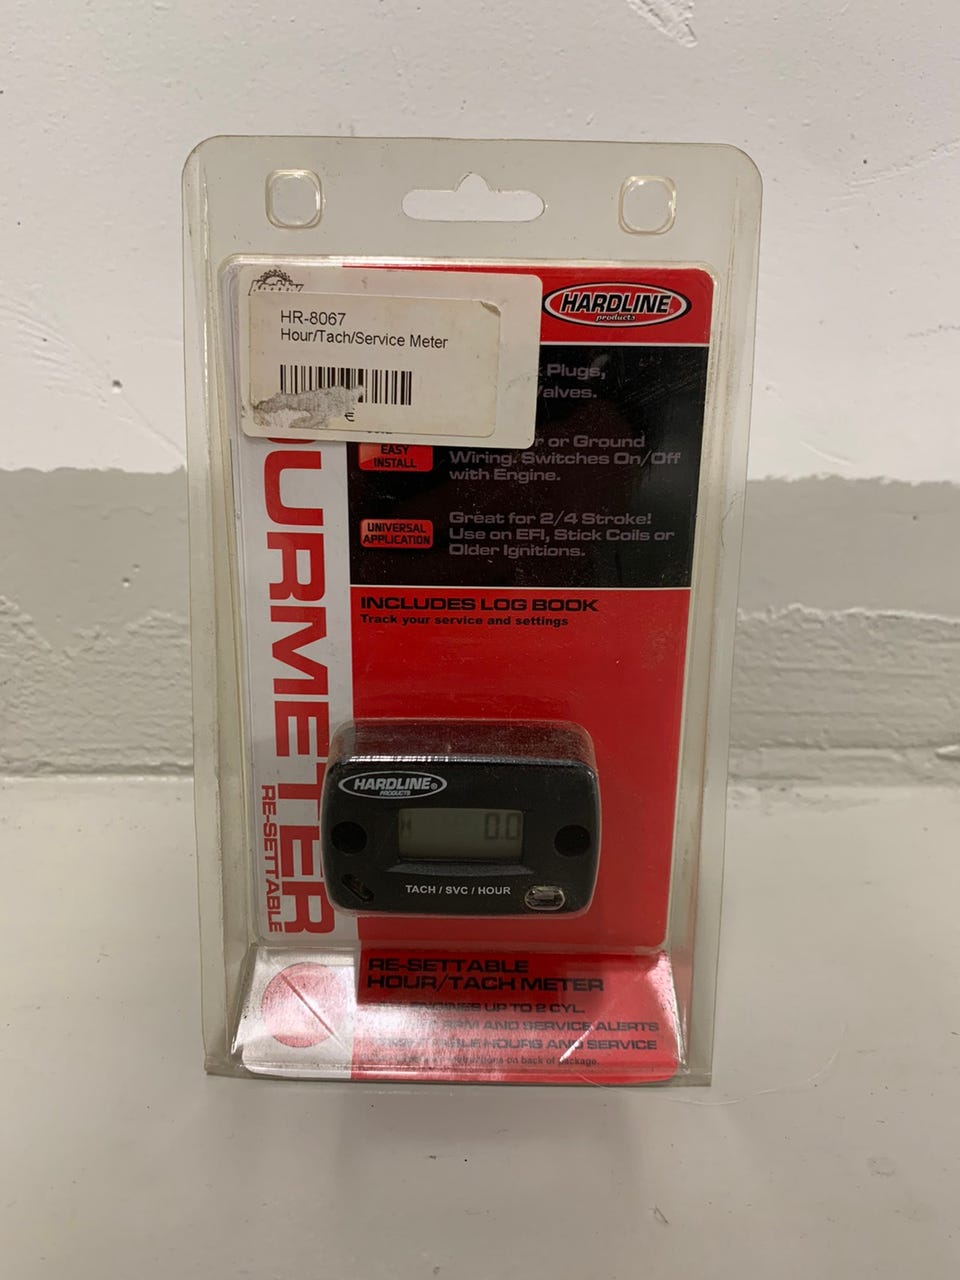 HARDLINE®
products
HR-8067
Hour/Tach/Service Meter
€
Plugs,
EASY
INSTALL
or Ground
Wiring. Switches On/Off
with Engine.
UNIVERSAL
APPLICATION
Great for 2/4 Stroke!
Use on EFI, Stick Coils or
Older Ignitions.
INCLUDES LOG BOOK
Track your service and settings
OURMETER
RE-SETTABLE
HARDLINE®
PRODUCTS
H 0.0
TACH / SVC / HOUR
RE-SETTABLE
HOUR/TACH METER
ENGINES UP TO 2 CYL.
RPM AND SERVICE ALERTS
HOURS AND SERVICE
on back of package.